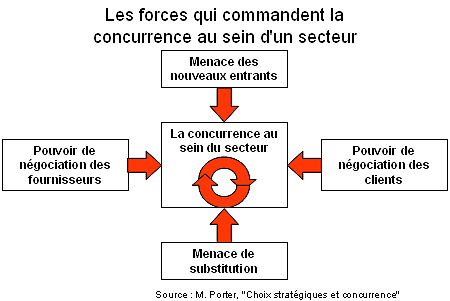 Les forces qui commandent la
concurrence au sein d'un secteur
Menace des
nouveaux entrants
La concurrence au
sein du secteur
Pouvoir de
négociation des
fournisseurs
Pouvoir de
négociation des
clients
Menace de
substitution
Source : M. Porter, "Choix stratégiques et concurrence"